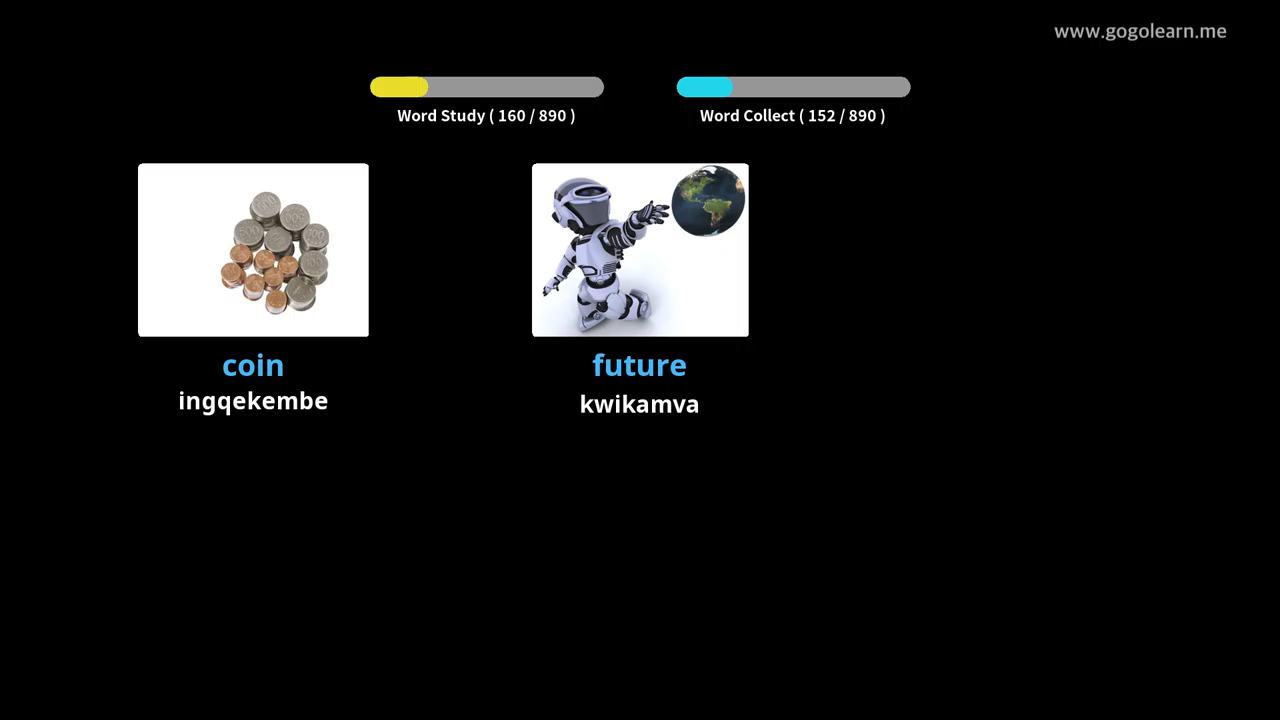 www.gogolearn.me
Word Study ( 160 / 890 )
Word Collect ( 152 / 890 )
coin
ingqekembe
future
kwikamva